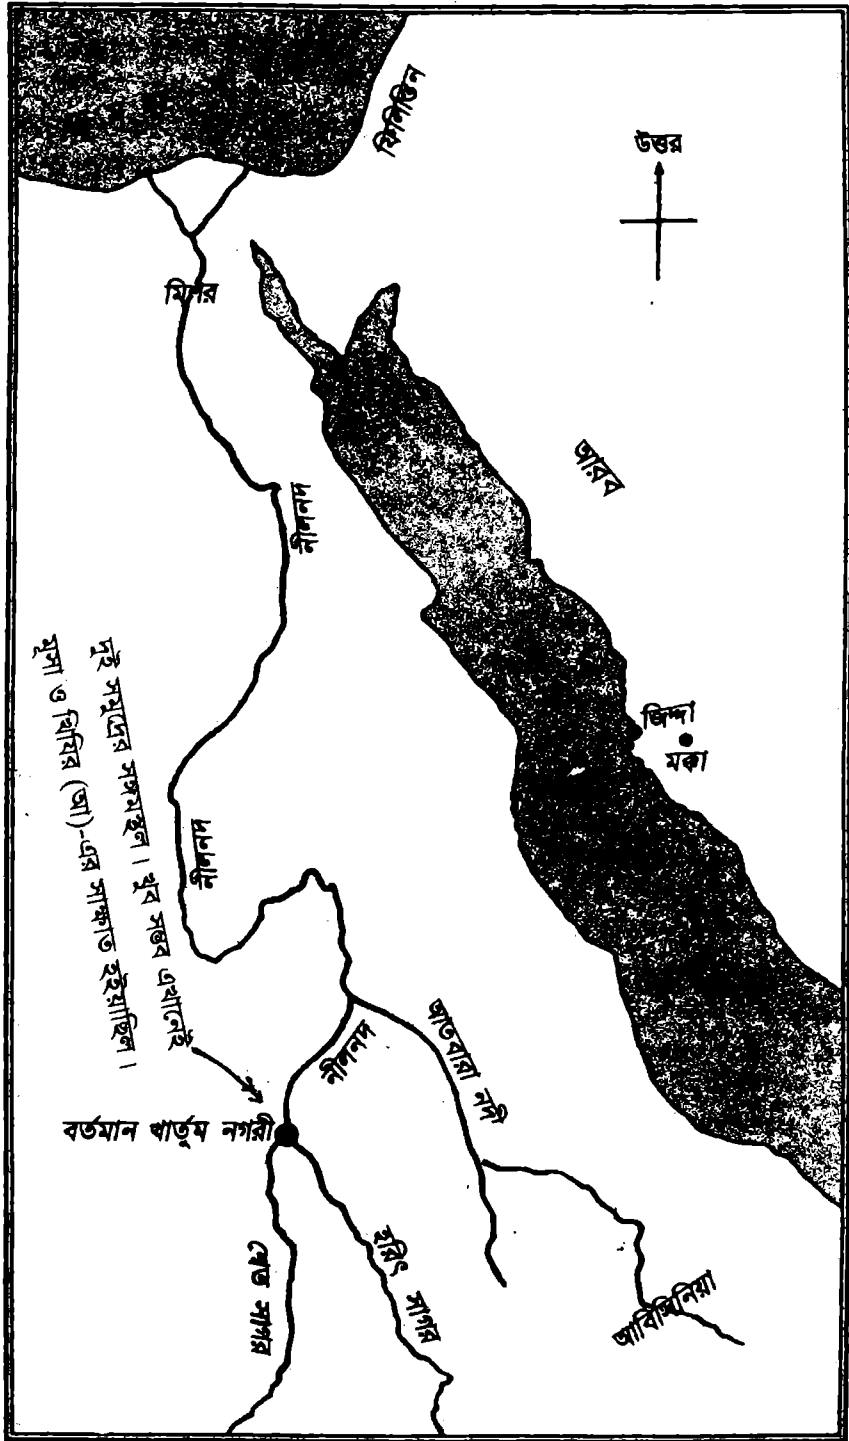 ফিলিস্তিন
উত্তর
মিসর
আরব
নীলনদ
জিদ্দা
মক্কা
দুই সমুদ্রের সঙ্গমস্থল। খুব সম্ভব এখানেই
মূসা ও খিযির (আ)-এর সাক্ষাত হইয়াছিল।
নীলনদ
নীলনদ
আতবারা নদী
বর্তমান খার্তুম নগরী
শ্বেত সাগর
হরিৎ সাগর
আবিসিনিয়া